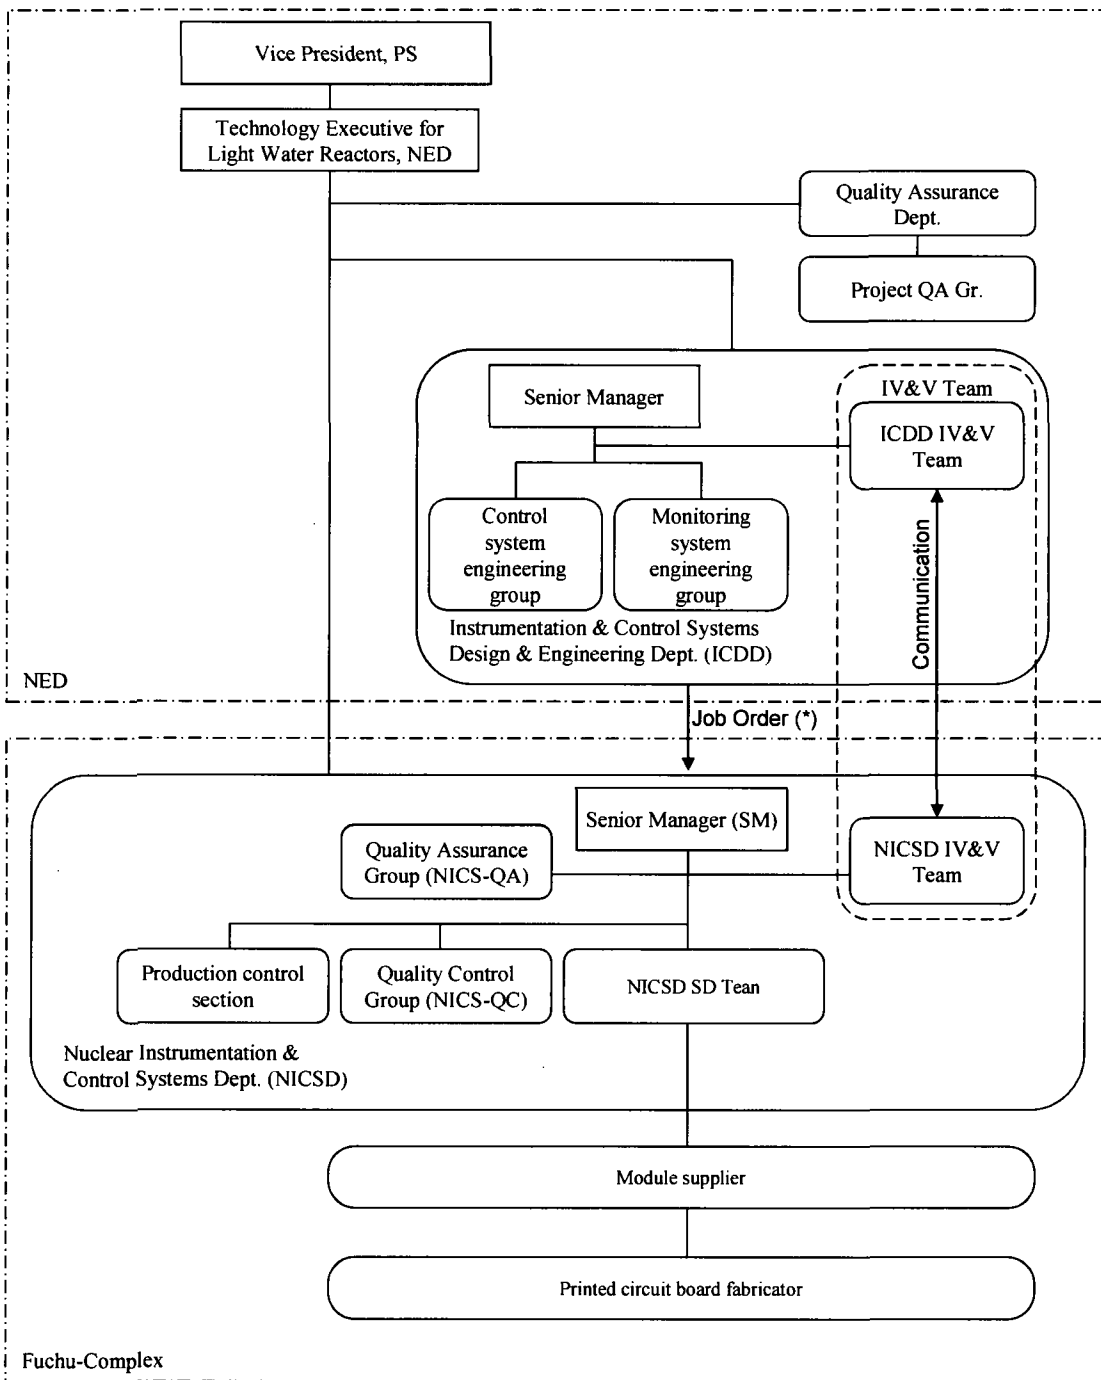 Vice President, PS
Technology Executive for
Light Water Reactors, NED
Quality Assurance
Dept.
Project QA Gr.
Senior Manager
IV&V Team
ICDD IV&V
Team
Control
system
engineering
group
Monitoring
system
engineering
group
Communication
Instrumentation & Control Systems
Design & Engineering Dept. (ICDD)
NED
Job Order (*)
Senior Manager (SM)
Quality Assurance
Group (NICS-QA)
NICSD IV&V
Team
Production control
section
Quality Control
Group (NICS-QC)
NICSD SD Tean
Nuclear Instrumentation &
Control Systems Dept. (NICSD)
Module supplier
Printed circuit board fabricator
Fuchu-Complex